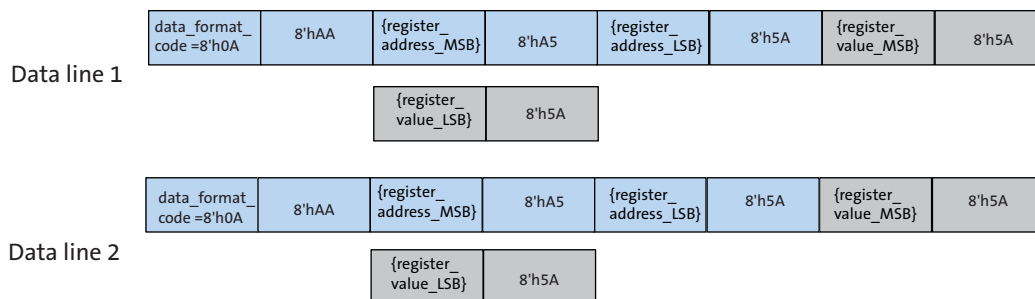 data_format_
code =8'h0A
8'hAA
{register_
address_MSB}
8'hA5
{register_
address_LSB}
8'h5A
{register_
value_MSB}
8'h5A
Data line 1
{register_
value_LSB}
8'h5A
data_format_
code =8'h0A
8'hAA
{register_
address_MSB}
8'hA5
{register_
address_LSB}
8'h5A
{register_
value_MSB}
8'h5A
Data line 2
{register_
value_LSB}
8'h5A